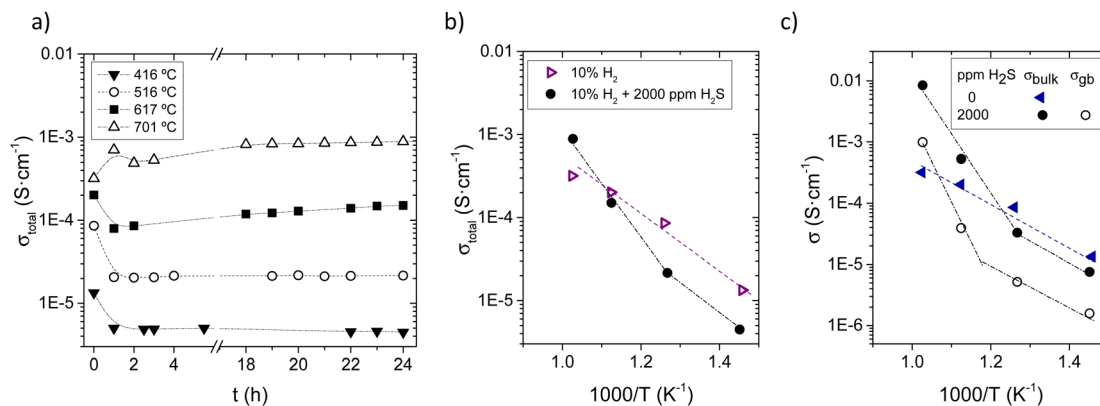 a)
0.01
1E-3
1E-4
1E-5
σtotal (S·cm⁻¹)
416 ºC
516 ºC
617 ºC
701 ºC
0 2 4 18 20 22 24
t (h)
b)
0.01
1E-3
1E-4
1E-5
σtotal (S·cm⁻¹)
10% H₂
10% H₂ + 2000 ppm H₂S
1.0 1.2 1.4
1000/T (K⁻¹)
c)
0.01
1E-3
1E-4
1E-5
1E-6
σ (S·cm⁻¹)
ppm H₂S σbulk σgb
0
2000
1.0 1.2 1.4
1000/T (K⁻¹)